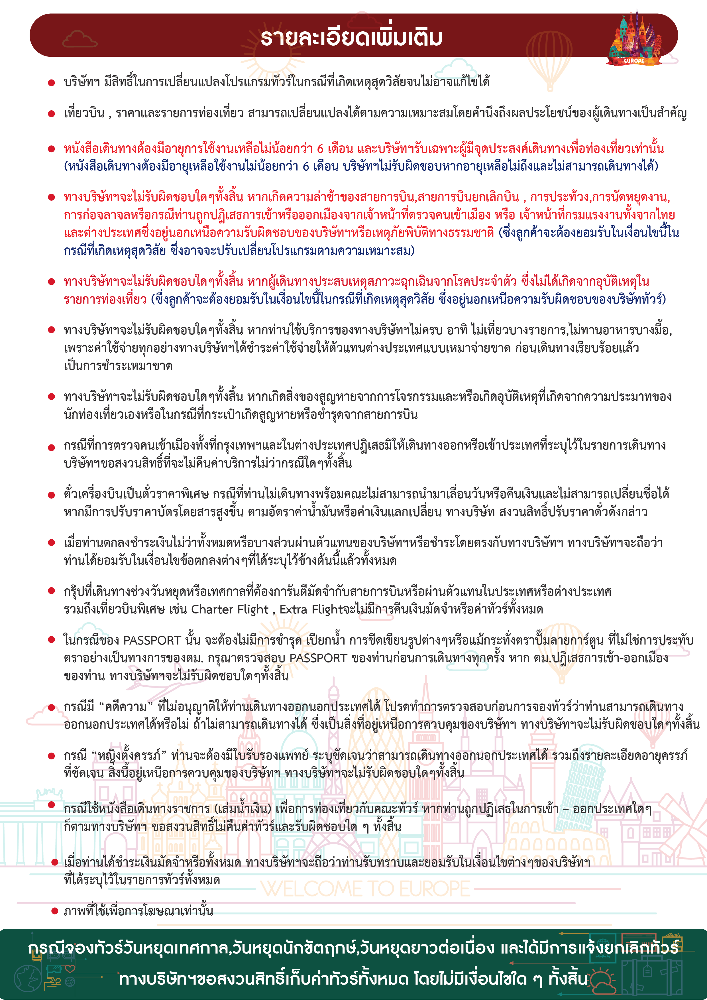 รายละเอียดเพิ่มเติม
EUROPE
บริษัทฯ มีสิทธิ์ในการเปลี่ยนแปลงโปรแกรมทัวร์ในกรณีที่เกิดเหตุสุดวิสัยจนไม่อาจแก้ไขได้
เที่ยวบิน , ราคาและรายการท่องเที่ยว สามารถเปลี่ยนแปลงได้ตามความเหมาะสมโดยคำนึงถึงผลประโยชน์ของผู้เดินทางเป็นสำคัญ
หนังสือเดินทางต้องมีอายุการใช้งานเหลือไม่น้อยกว่า 6 เดือน และบริษัทฯรับเฉพาะผู้มีจุดประสงค์เดินทางเพื่อท่องเที่ยวเท่านั้น
(หนังสือเดินทางต้องมีอายุเหลือใช้งานไม่น้อยกว่า 6 เดือน บริษัทฯไม่รับผิดชอบหากอายุเหลือไม่ถึงและไม่สามารถเดินทางได้)
ทางบริษัทฯจะไม่รับผิดชอบใดๆทั้งสิ้น หากเกิดความล่าช้าของสายการบิน,สายการบินยกเลิกบิน , การประท้วง,การนัดหยุดงาน,
การก่อจลาจลหรือกรณีท่านถูกปฎิเสธการเข้าหรือออกเมืองจากเจ้าหน้าที่ตรวจคนเข้าเมือง หรือ เจ้าหน้าที่กรมแรงงานทั้งจากไทย
และต่างประเทศซึ่งอยู่นอกเหนือความรับผิดชอบของบริษัทฯหรือเหตุภัยพิบัติทางธรรมชาติ (ซึ่งลูกค้าจะต้องยอมรับในเงื่อนไขนี้ใน
กรณีที่เกิดเหตุสุดวิสัย ซึ่งอาจจะปรับเปลี่ยนโปรแกรมตามความเหมาะสม)
ทางบริษัทฯจะไม่รับผิดชอบใดๆทั้งสิ้น หากผู้เดินทางประสบเหตุสภาวะฉุกเฉินจากโรคประจำตัว ซึ่งไม่ได้เกิดจากอุบัติเหตุใน
รายการท่องเที่ยว (ซึ่งลูกค้าจะต้องยอมรับในเงื่อนไขนี้ในกรณีที่เกิดเหตุสุดวิสัย ซึ่งอยู่นอกเหนือความรับผิดชอบของบริษัททัวร์)
ทางบริษัทฯจะไม่รับผิดชอบใดๆทั้งสิ้น หากท่านใช้บริการของทางบริษัทฯไม่ครบ อาทิ ไม่เที่ยวบางรายการ,ไม่ทานอาหารบางมื้อ,
เพราะค่าใช้จ่ายทุกอย่างทางบริษัทฯได้ชำระค่าใช้จ่ายให้ตัวแทนต่างประเทศแบบเหมาจ่ายขาด ก่อนเดินทางเรียบร้อยแล้ว
เป็นการชำระเหมาขาด
ทางบริษัทฯจะไม่รับผิดชอบใดๆทั้งสิ้น หากเกิดสิ่งของสูญหายจากการโจรกรรมและหรือเกิดอุบัติเหตุที่เกิดจากความประมาทของ
นักท่องเที่ยวเองหรือในกรณีที่กระเป๋าเกิดสูญหายหรือชำรุดจากสายการบิน
กรณีที่การตรวจคนเข้าเมืองทั้งที่กรุงเทพฯและในต่างประเทศปฎิเสธมิให้เดินทางออกหรือเข้าประเทศที่ระบุไว้ในรายการเดินทาง
บริษัทฯขอสงวนสิทธิ์ที่จะไม่คืนค่าบริการไม่ว่ากรณีใดๆทั้งสิ้น
ตั๋วเครื่องบินเป็นตั๋วราคาพิเศษ กรณีที่ท่านไม่เดินทางพร้อมคณะไม่สามารถนำมาเลื่อนวันหรือคืนเงินและไม่สามารถเปลี่ยนชื่อได้
หากมีการปรับราคาบัตรโดยสารสูงขึ้น ตามอัตราค่าน้ำมันหรือค่าเงินแลกเปลี่ยน ทางบริษัท สงวนสิทธิ์ปรับราคาตั๋วดังกล่าว
เมื่อท่านตกลงชำระเงินไม่ว่าทั้งหมดหรือบางส่วนผ่านตัวแทนของบริษัทฯหรือชำระโดยตรงกับทางบริษัทฯ ทางบริษัทฯจะถือว่า
ท่านได้ยอมรับในเงื่อนไขข้อตกลงต่างๆที่ได้ระบุไว้ข้างต้นนี้แล้วทั้งหมด
กรุ๊ปที่เดินทางช่วงวันหยุดหรือเทศกาลที่ต้องการันตีมัดจำกับสายการบินหรือผ่านตัวแทนในประเทศหรือต่างประเทศ
รวมถึงเที่ยวบินพิเศษ เช่น Charter Flight , Extra Flightจะไม่มีการคืนเงินมัดจำหรือค่าทัวร์ทั้งหมด
ในกรณีของ PASSPORT นั้น จะต้องไม่มีการชำรุด เปียกน้ำ การขีดเขียนรูปต่างๆหรือแม้กระทั่งตราปั๊มลายการ์ตูน ที่ไม่ใช่การประทับ
ตราอย่างเป็นทางการของตม. กรุณาตรวจสอบ PASSPORT ของท่านก่อนการเดินทางทุกครั้ง หาก ตม.ปฎิเสธการเข้า-ออกเมือง
ของท่าน ทางบริษัทฯจะไม่รับผิดชอบใดๆทั้งสิ้น
กรณีมี “คดีความ” ที่ไม่อนุญาติให้ท่านเดินทางออกนอกประเทศได้ โปรดทำการตรวจสอบก่อนการจองทัวร์ว่าท่านสามารถเดินทาง
ออกนอกประเทศได้หรือไม่ ถ้าไม่สามารถเดินทางได้ ซึ่งเป็นสิ่งที่อยู่เหนือการควบคุมของบริษัทฯ ทางบริษัทฯจะไม่รับผิดชอบใดๆทั้งสิ้น
กรณี “หญิงตั้งครรภ์” ท่านจะต้องมีใบรับรองแพทย์ ระบุชัดเจนว่าสามารถเดินทางออกนอกประเทศได้ รวมถึงรายละเอียดอายุครรภ์
ที่ชัดเจน สิ่งนี้อยู่เหนือการควบคุมของบริษัทฯ ทางบริษัทฯจะไม่รับผิดชอบใดๆทั้งสิ้น
กรณีใช้หนังสือเดินทางราชการ (เล่มน้ำเงิน) เพื่อการท่องเที่ยวกับคณะทัวร์ หากท่านถูกปฏิเสธในการเข้า – ออกประเทศใดๆ
ก็ตามทางบริษัทฯ ขอสงวนสิทธิ์ไม่คืนค่าทัวร์และรับผิดชอบใด ๆ ทั้งสิ้น
เมื่อท่านได้ชำระเงินมัดจำหรือทั้งหมด ทางบริษัทฯจะถือว่าท่านรับทราบและยอมรับในเงื่อนไขต่างๆของบริษัทฯ
ที่ได้ระบุไว้ในรายการทัวร์ทั้งหมด
WELCOME TO EUROPE
ภาพที่ใช้เพื่อการโฆษณาเท่านั้น
กรณีจองทัวร์วันหยุดเทศกาล,วันหยุดนักขัตฤกษ์,วันหยุดยาวต่อเนื่อง และได้มีการแจ้งยกเลิกทัวร์
PASS
ทางบริษัทฯขอสงวนสิทธิ์เก็บค่าทัวร์ทั้งหมด โดยไม่มีเงื่อนไขใด ๆ ทั้งสิ้น